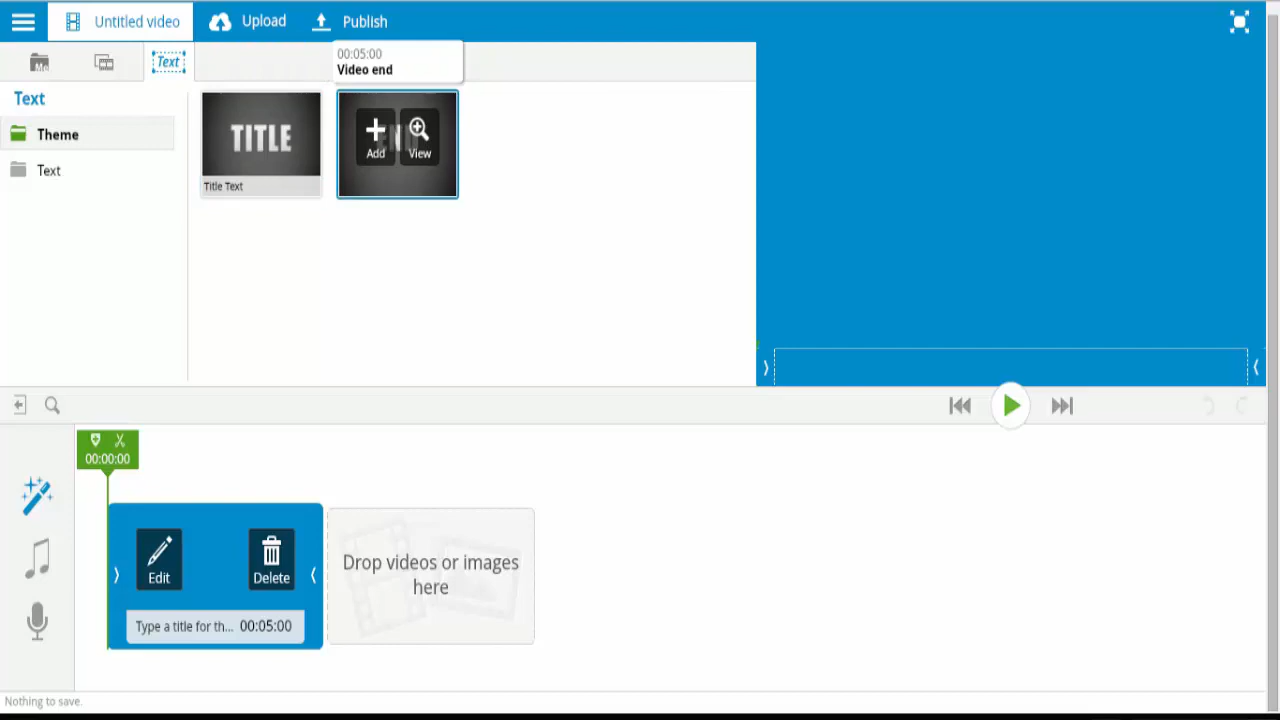 Untitled video
Upload
Publish
00:05:00
Video end
Me
Text
Text
Theme
Text
TITLE
Title Text
Add
View
00:00:00
Edit
Delete
Type a title for th... 00:05:00
Drop videos or images
here
Nothing to save.